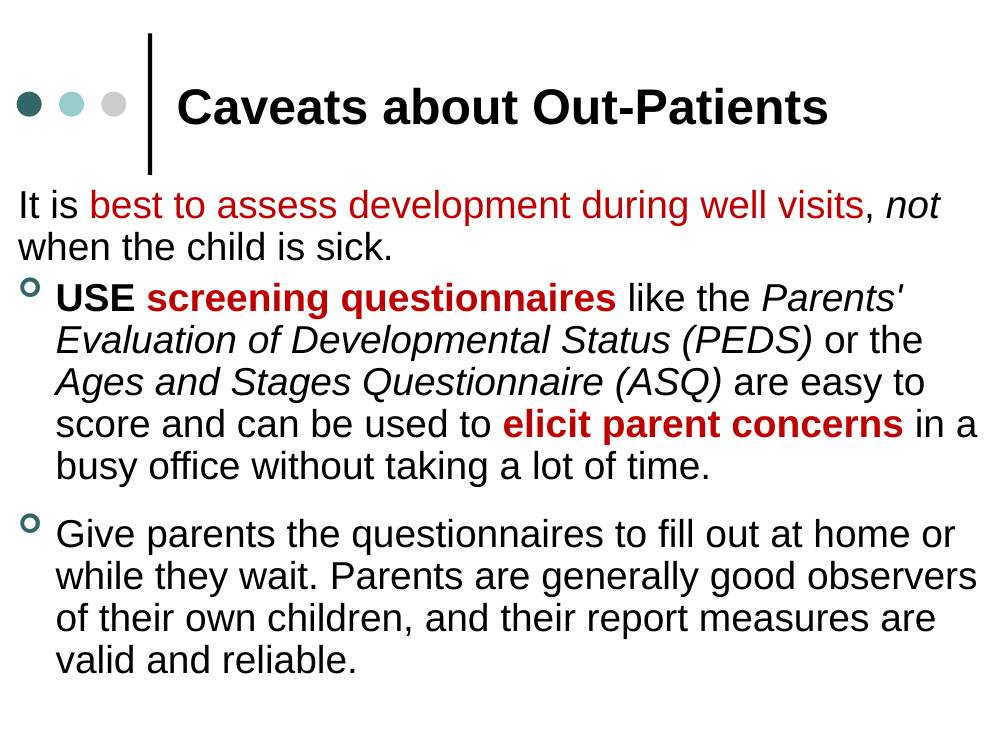 Caveats about Out-Patients
It is best to assess development during well visits, not
when the child is sick.
USE screening questionnaires like the Parents'
Evaluation of Developmental Status (PEDS) or the
Ages and Stages Questionnaire (ASQ) are easy to
score and can be used to elicit parent concerns in a
busy office without taking a lot of time.
Give parents the questionnaires to fill out at home or
while they wait. Parents are generally good observers
of their own children, and their report measures are
valid and reliable.